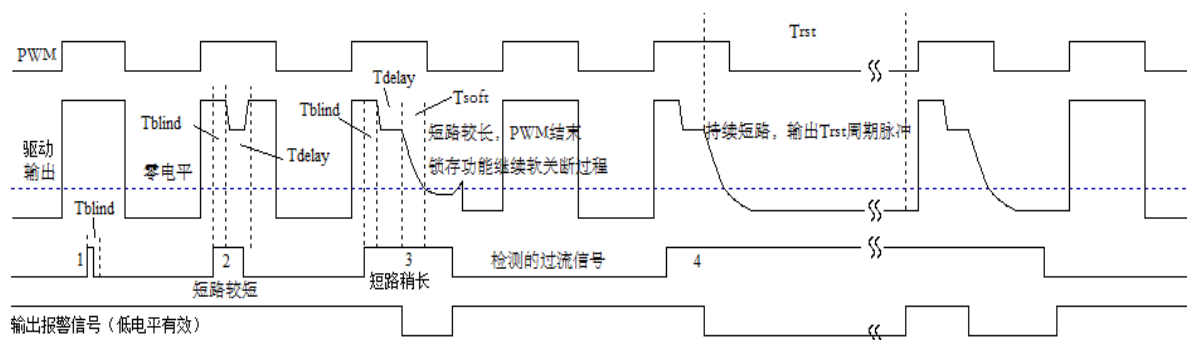 PWM
Trst
Tdelay
Tsoft
Tblind
Tblind
短路较长，PWM结束
持续短路，输出Trst周期脉冲
驱动
输出
零电平
Tdelay
锁存功能继续软关断过程
Tblind
1
2
3
检测的过流信号
4
短路较短
短路稍长
输出报警信号（低电平有效）